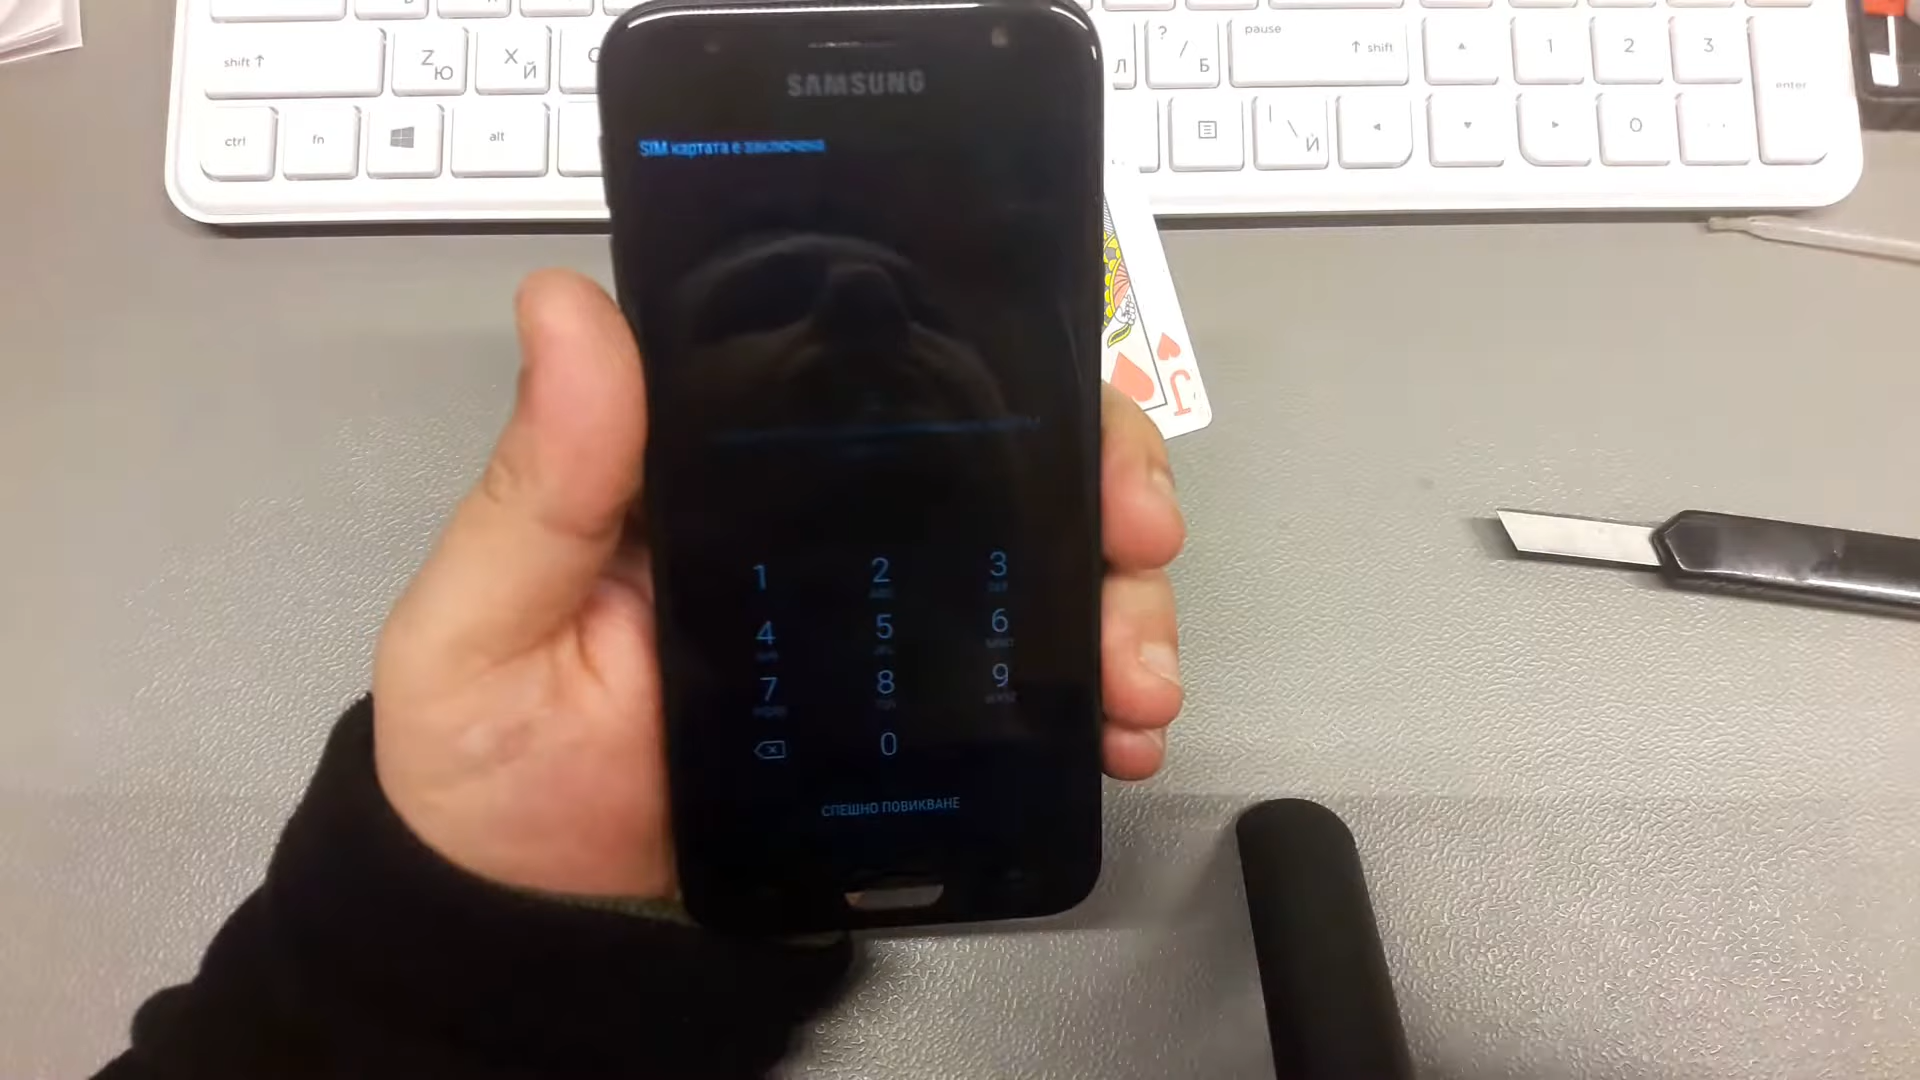 shift ↑
Z
Ю
X
Й
Л
?
/
Б
pause
↑ shift
1
2
3
enter
ctrl
fn
alt
\
Й
0
SAMSUNG
SIM картата е заключена
J
1
2
3
4
5
6
7
8
9
0
СПЕШНО ПОВИКВАНЕ